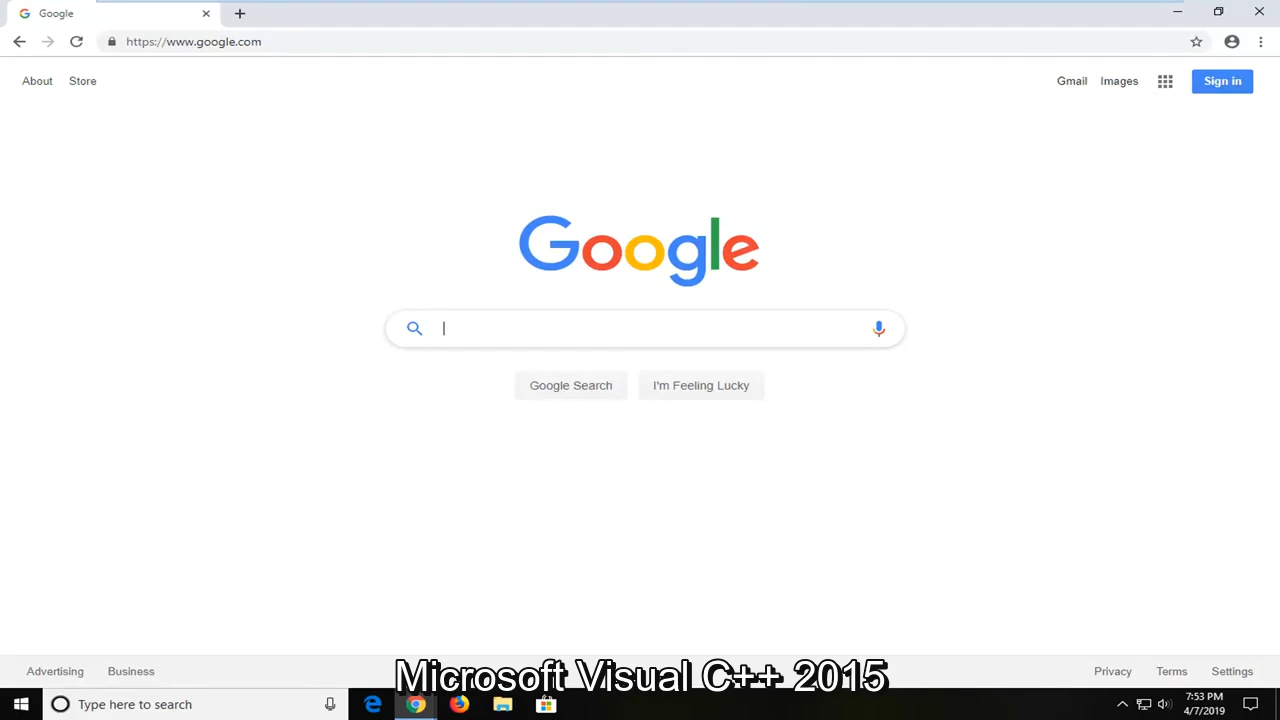 Google
https://www.google.com
About Store
Gmail Images Sign in
Google
Google Search I'm Feeling Lucky
Advertising Business
Privacy Terms Settings
Microsoft Visual C++ 2015
Type here to search
7:53 PM
4/7/2019